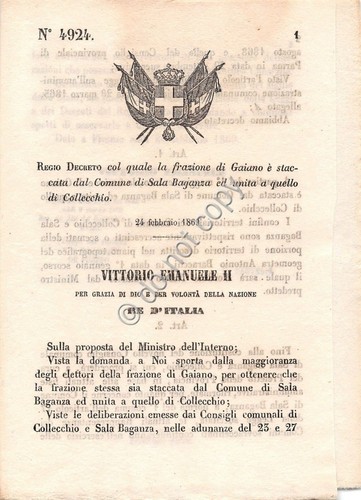 N° 4924. 1
REGIO DECRETO col quale la frazione di Gaiano è stac-
cata dal Comune di Sala Baganza ed unita a quello
di Collecchio.
24 febbraio
VITTORIO EMANUELE II
PER GRAZIA DI DIO E PER VOLONTÀ DELLA NAZIONE
RE D'ITALIA
Sulla proposta del Ministro dell'Interno;
Vista la domanda a Noi sporta dalla maggioranza
degli elettori della frazione di Gaiano, per ottenere che
la frazione stessa sia staccata dal Comune di Sala
Baganza ed unita a quello di Collecchio;
Viste le deliberazioni emesse dai Consigli comunali di
Collecchio e Sala Baganza, nelle adunanze del 23 e 27
do not copy